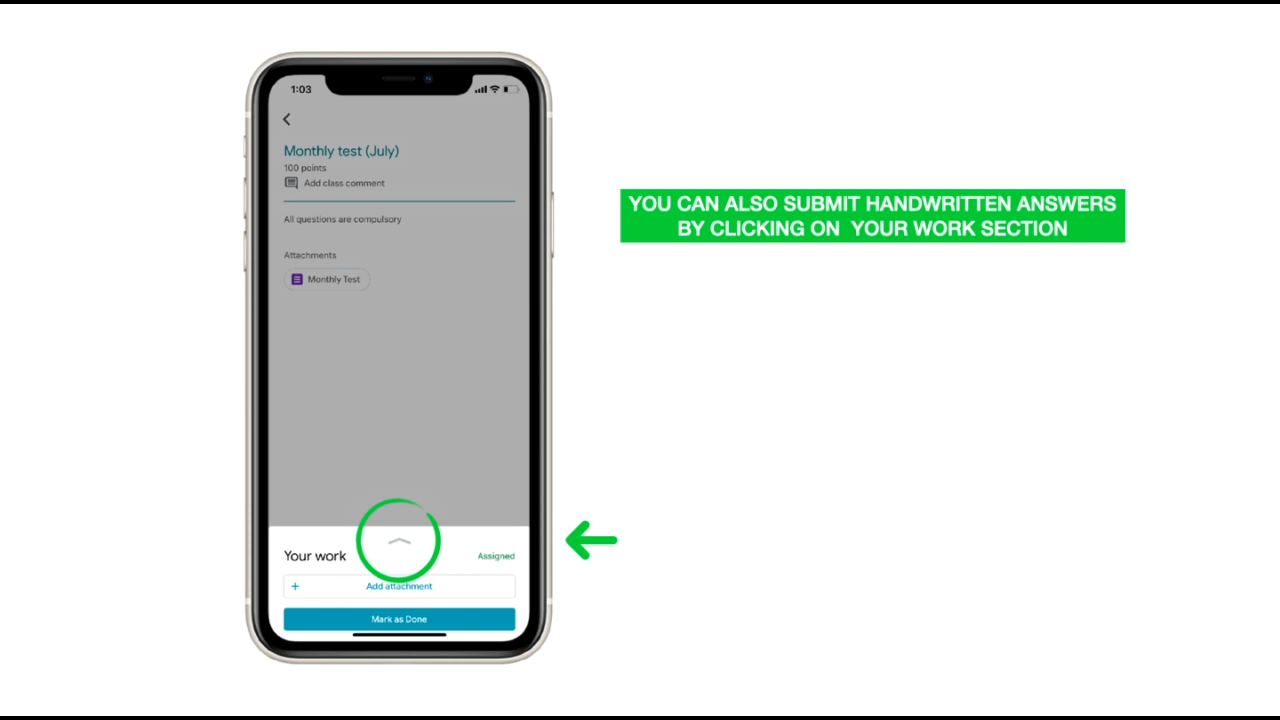 1:03
Monthly test (July)
100 points
Add class comment
All questions are compulsory
Attachments
Monthly Test
Your work
Assigned
+ Add attachment
Mark as Done
YOU CAN ALSO SUBMIT HANDWRITTEN ANSWERS
BY CLICKING ON YOUR WORK SECTION